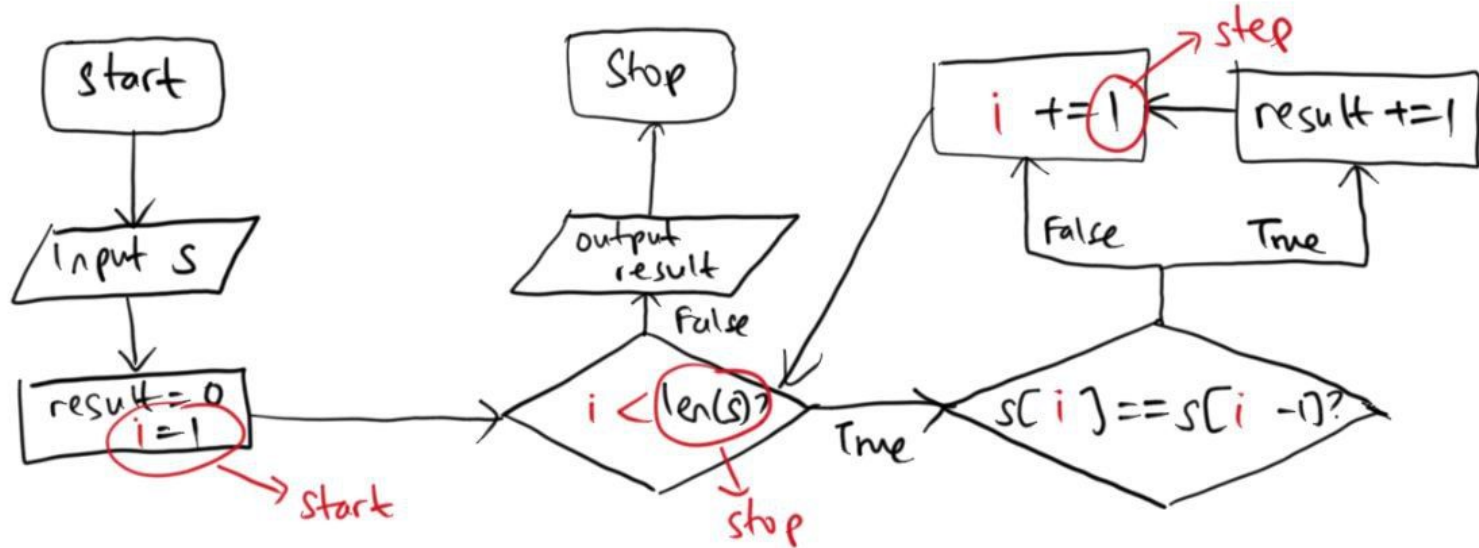 start
Input s
result = 0
i = 1
start
Stop
output
result
False
i < len(s)?
stop
True
s[i] == s[i -1]?
False
True
i += 1
step
result += 1